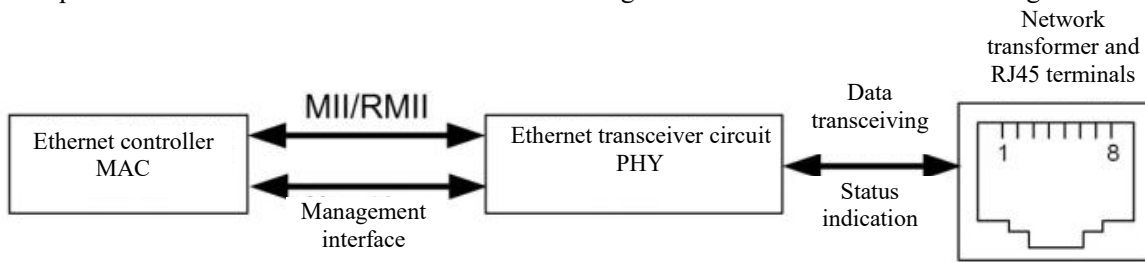 Network
transformer and
RJ45 terminals
MII/RMII
Data
transceiving
Ethernet controller
MAC
Ethernet transceiver circuit
PHY
1
8
Management
interface
Status
indication